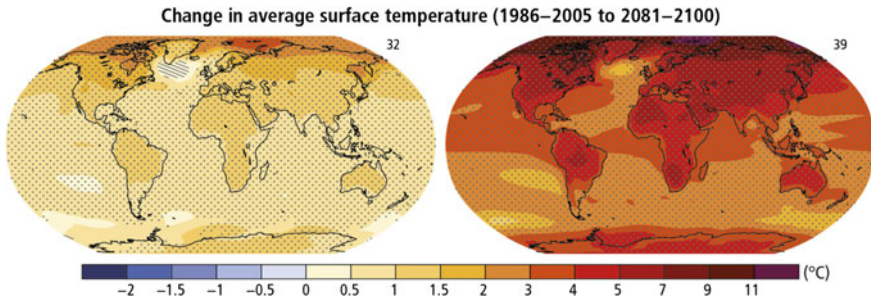 Change in average surface temperature (1986–2005 to 2081–2100)
32
39
(°C)
−2 −1.5 −1 −0.5 0 0.5 1 1.5 2 3 4 5 7 9 11